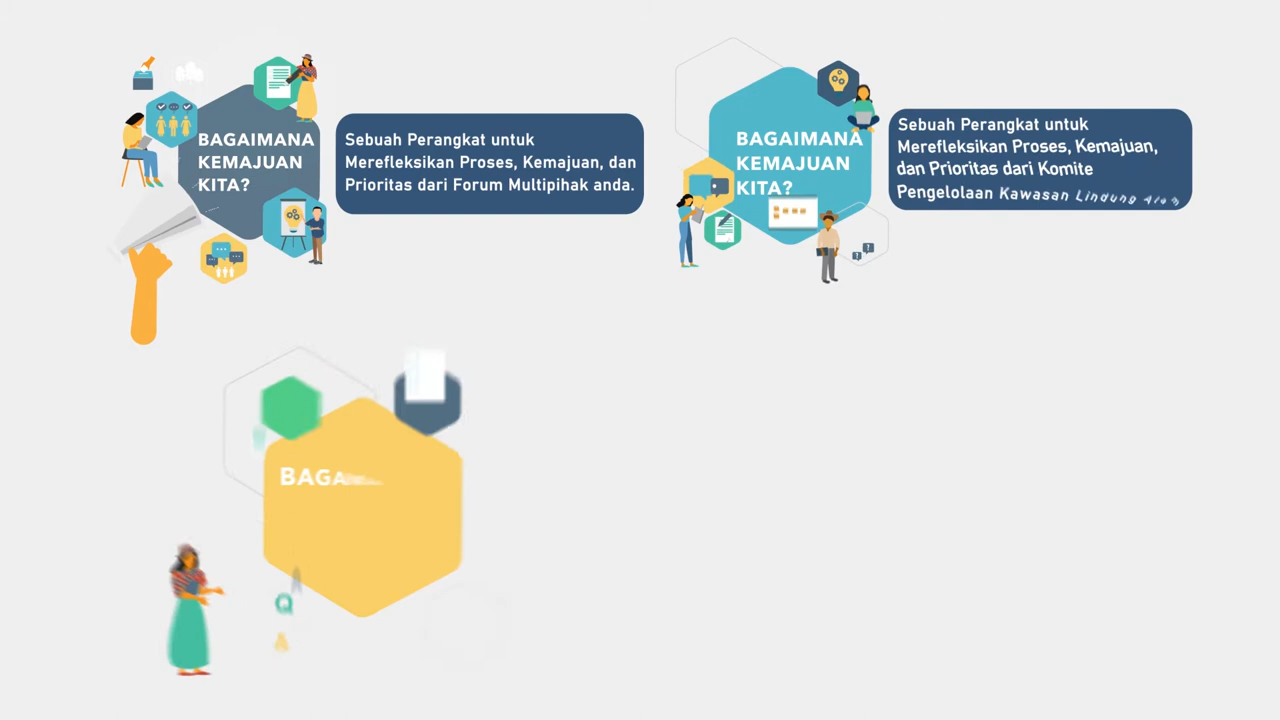 BAGAIMANA
KEMAJUAN
KITA?
Sebuah Perangkat untuk
Merefleksikan Proses, Kemajuan, dan
Prioritas dari Forum Multipihak anda.
BAGAIMANA
KEMAJUAN
KITA?
Sebuah Perangkat untuk
Merefleksikan Proses, Kemajuan,
dan Prioritas dari Komite
Pengelolaan Kawasan Lindung
Q
A